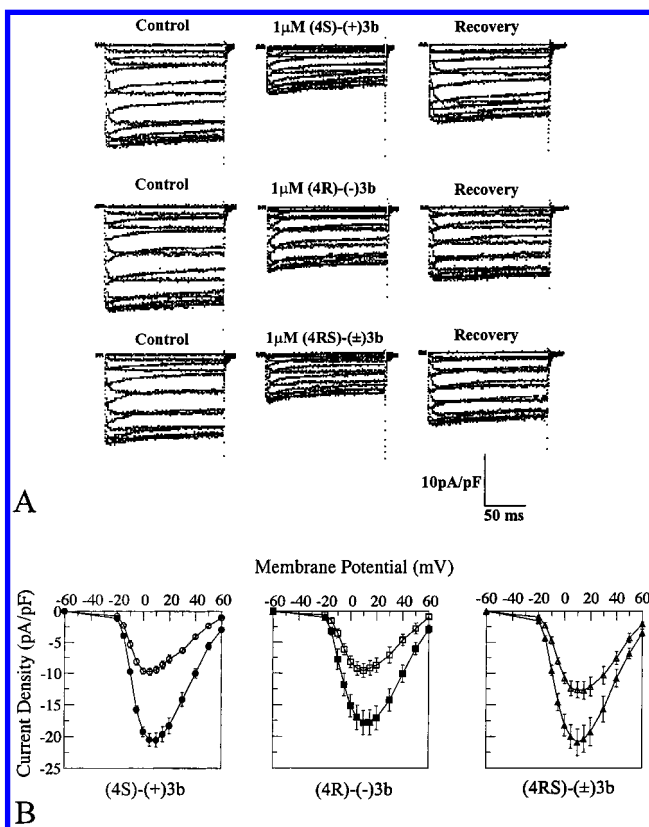 Control 1μM (4S)-(+)3b Recovery
Control 1μM (4R)-(-)3b Recovery
Control 1μM (4RS)-(±)3b Recovery
10pA/pF
50 ms
A
Membrane Potential (mV)
-60 -40 -20 0 20 40 60 -60 -40 -20 0 20 40 60 -60 -40 -20 0 20 40 60
Current Density (pA/pF)
0
-5
-10
-15
-20
-25
(4S)-(+)3b (4R)-(-)3b (4RS)-(±)3b
B